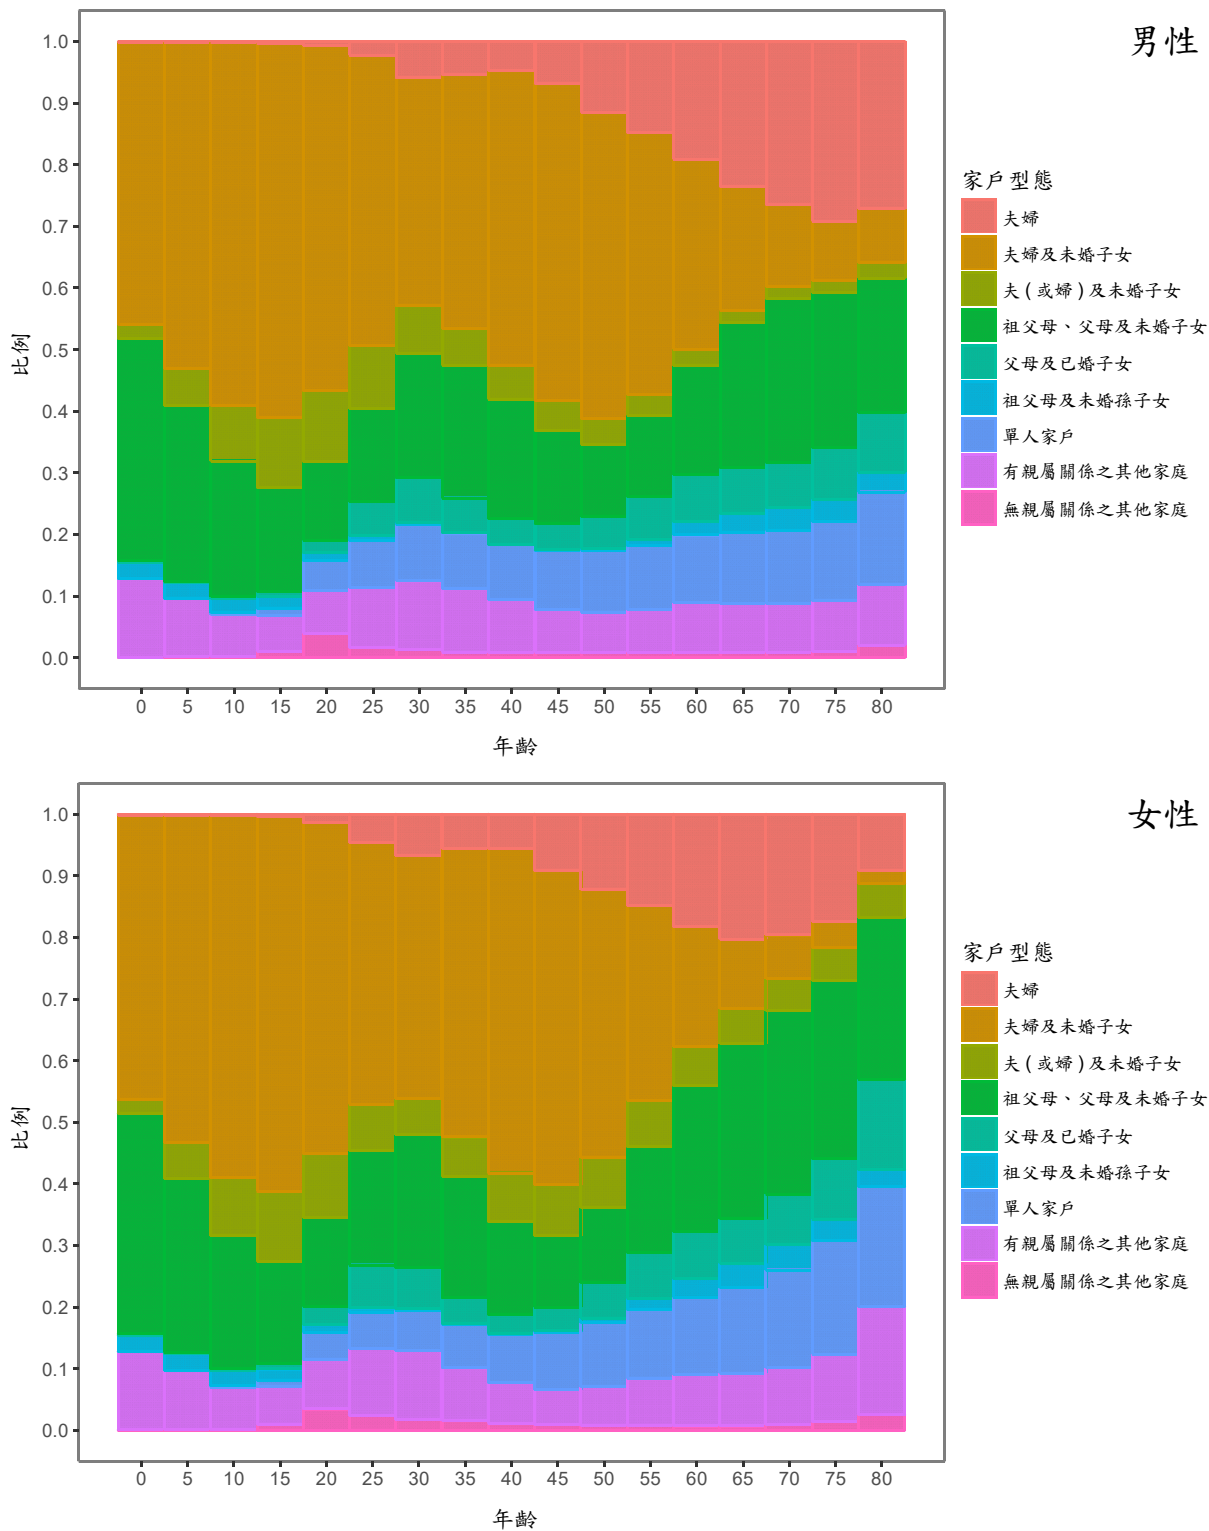 男性
1.0
0.9
0.8
0.7
0.6
0.5
0.4
0.3
0.2
0.1
0.0
比例
0 5 10 15 20 25 30 35 40 45 50 55 60 65 70 75 80
年齡
家戶型態
夫婦
夫婦及未婚子女
夫(或婦)及未婚子女
祖父母、父母及未婚子女
父母及已婚子女
祖父母及未婚孫子女
單人家戶
有親屬關係之其他家庭
無親屬關係之其他家庭
女性
1.0
0.9
0.8
0.7
0.6
0.5
0.4
0.3
0.2
0.1
0.0
比例
0 5 10 15 20 25 30 35 40 45 50 55 60 65 70 75 80
年齡
家戶型態
夫婦
夫婦及未婚子女
夫(或婦)及未婚子女
祖父母、父母及未婚子女
父母及已婚子女
祖父母及未婚孫子女
單人家戶
有親屬關係之其他家庭
無親屬關係之其他家庭